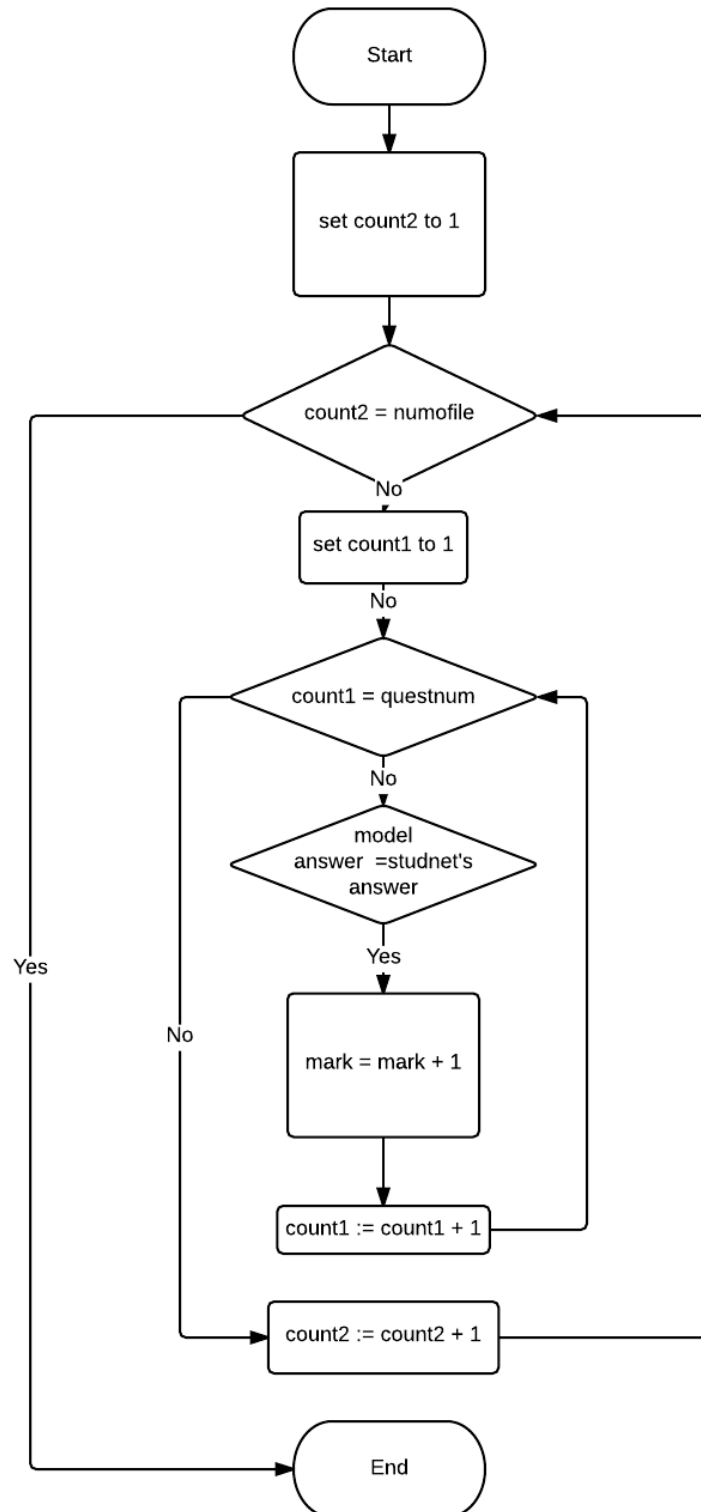 Start
set count2 to 1
count2 = numofile
No
set count1 to 1
No
count1 = questnum
No
model
answer  =studnet's
answer
Yes
Yes
No
mark = mark + 1
count1 := count1 + 1
count2 := count2 + 1
End